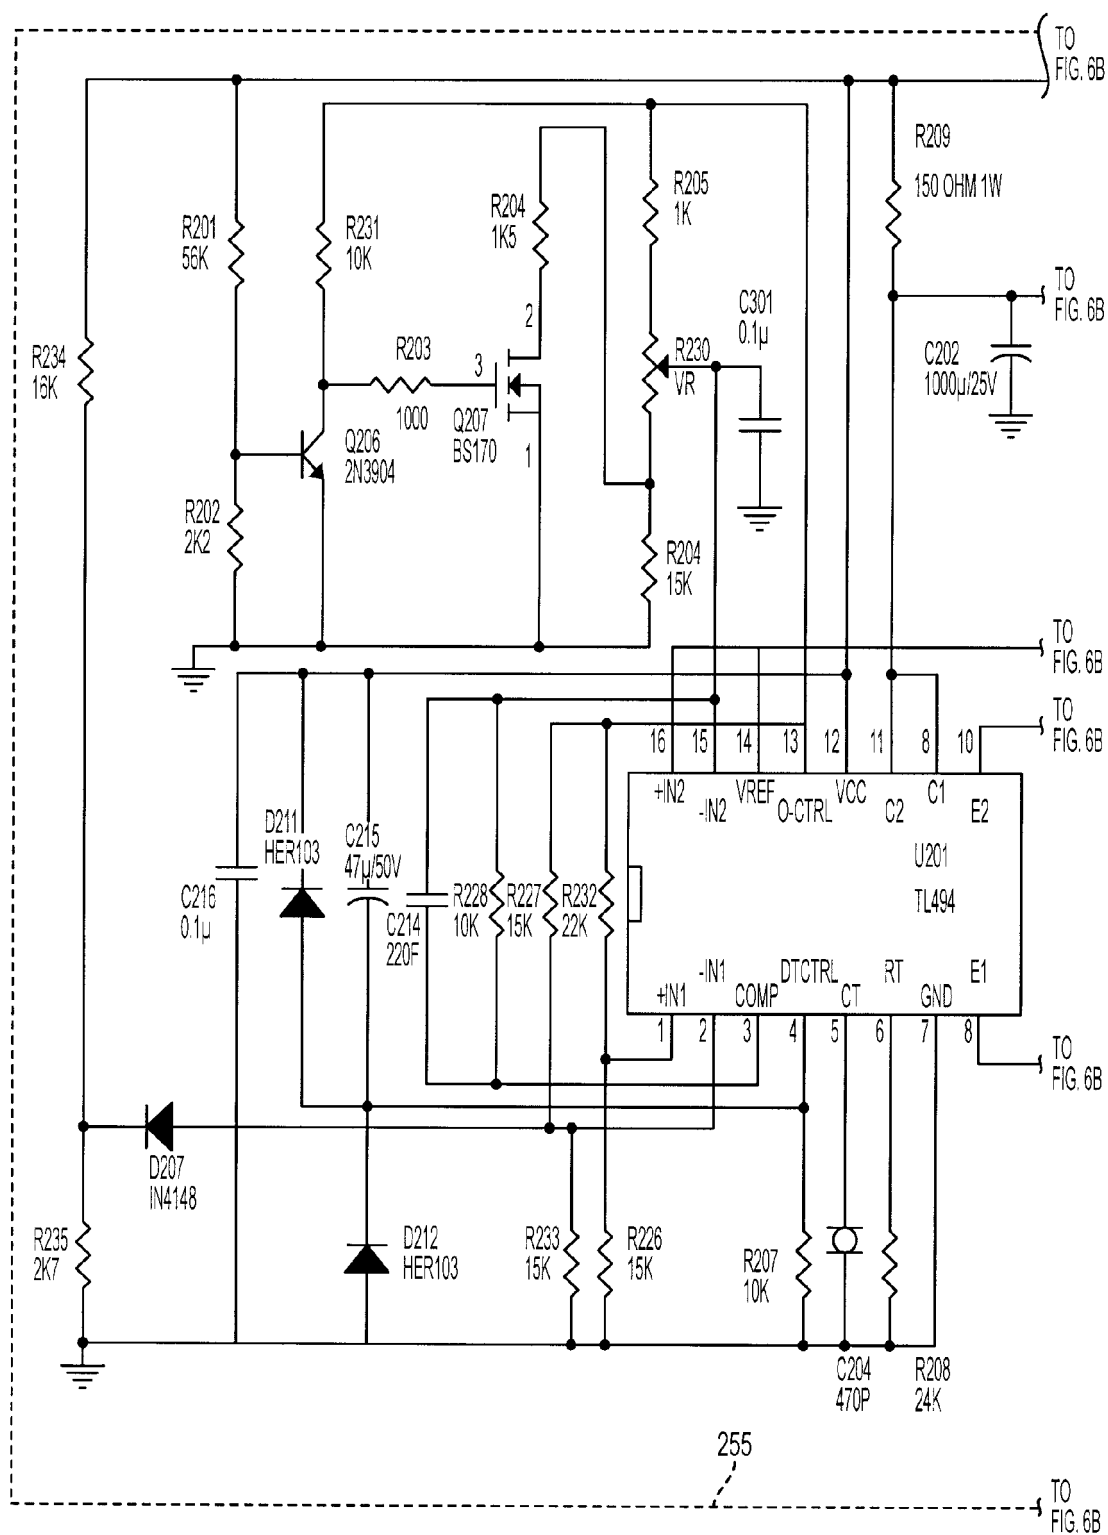 TO
FIG. 6B
R209
150 OHM 1W
R205
1K
R204
1K5
R201
56K
R231
10K
TO
FIG. 6B
C301
0.1µ
2
R203
R230
VR
C202
1000µ/25V
R234
16K
3
1000
Q207
BS170
1
Q206
2N3904
R202
2K2
R204
15K
TO
FIG. 6B
TO
FIG. 6B
16
15
14
13
12
11
8
10
+IN2
-IN2
VREF
O-CTRL
VCC
C2
C1
E2
D211
HER103
C215
47µ/50V
U201
TL494
C216
0.1µ
C214
220F
R228
10K
R227
15K
R232
22K
+IN1
-IN1
COMP
DTCTRL
CT
RT
GND
E1
1
2
3
4
5
6
7
8
TO
FIG. 6B
D207
IN4148
R235
2K7
D212
HER103
R233
15K
R226
15K
R207
10K
C204
470P
R208
24K
255
TO
FIG. 6B